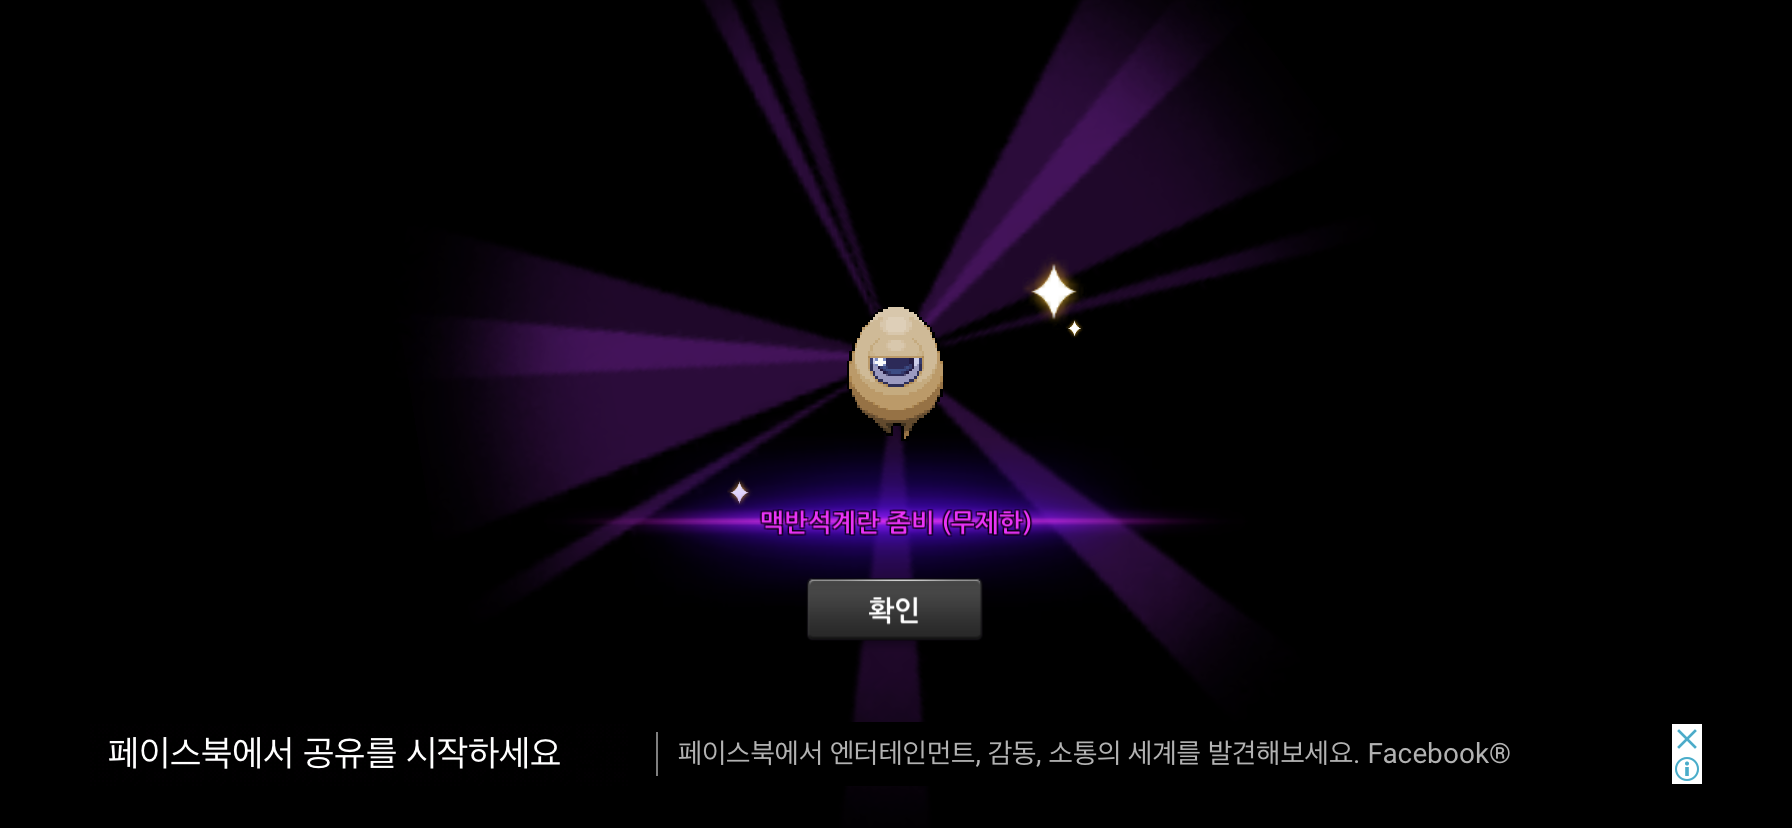 맥반석계란 좀비 (무제한)
확인
페이스북에서 공유를 시작하세요
페이스북에서 엔터테인먼트, 감동, 소통의 세계를 발견해보세요. Facebook®